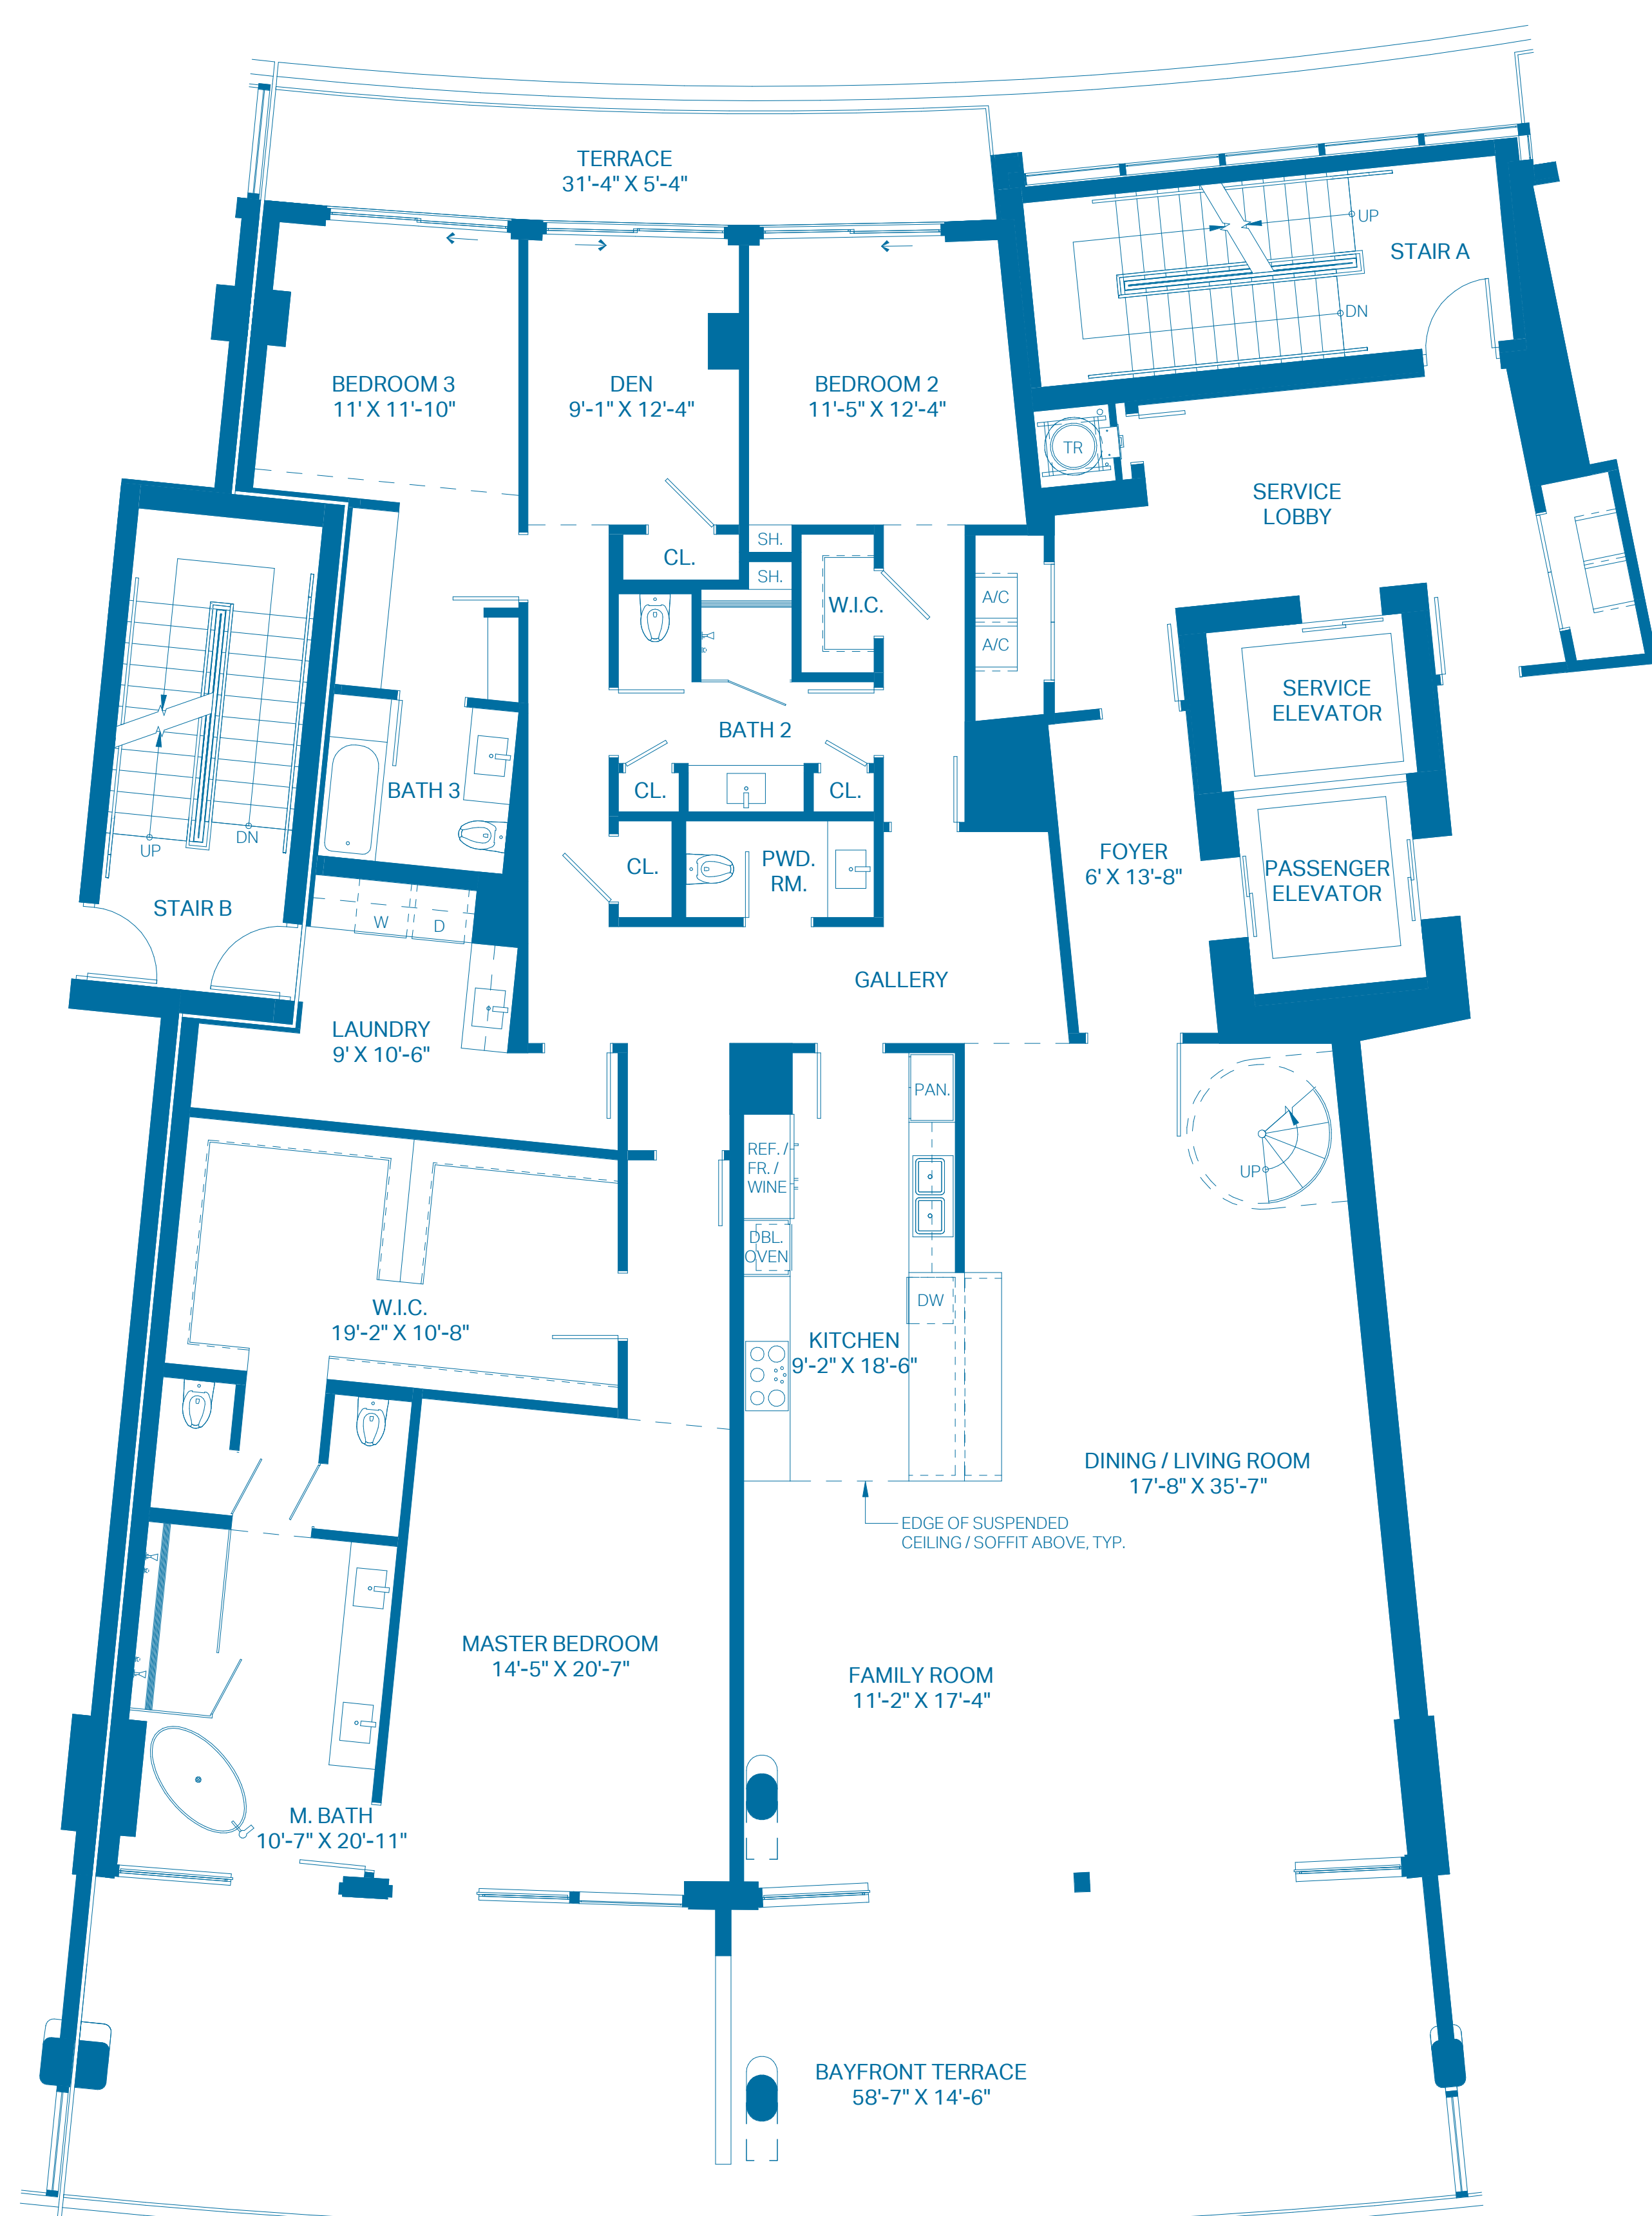 TERRACE
31'-4" X 5'-4"
UP
STAIR A
DN
BEDROOM 3
11' X 11'-10"
DEN
9'-1" X 12'-4"
BEDROOM 2
11'-5" X 12'-4"
TR
SERVICE
LOBBY
SH.
CL.
SH.
W.I.C.
A/C
A/C
SERVICE
ELEVATOR
BATH 2
BATH 3
CL.
CL.
UP
DN
STAIR B
CL.
PWD.
RM.
FOYER
6' X 13'-8"
PASSENGER
ELEVATOR
W
D
GALLERY
LAUNDRY
9' X 10'-6"
PAN.
REF. /
FR. /
WINE
UP
DBL.
OVEN
DW
W.I.C.
19'-2" X 10'-8"
KITCHEN
9'-2" X 18'-6"
DINING / LIVING ROOM
17'-8" X 35'-7"
EDGE OF SUSPENDED
CEILING / SOFFIT ABOVE, TYP.
MASTER BEDROOM
14'-5" X 20'-7"
FAMILY ROOM
11'-2" X 17'-4"
M. BATH
10'-7" X 20'-11"
BAYFRONT TERRACE
58'-7" X 14'-6"